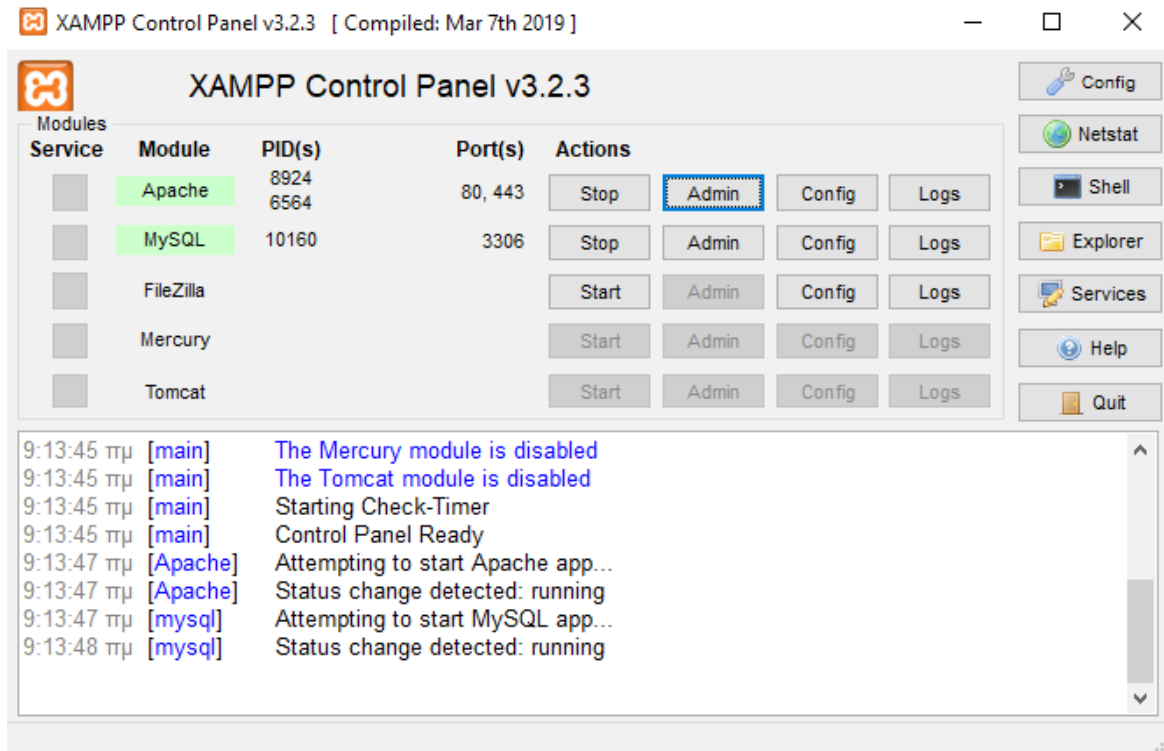 XAMPP Control Panel v3.2.3 [ Compiled: Mar 7th 2019 ]
XAMPP Control Panel v3.2.3
Config
Modules
Netstat
Service Module PID(s) Port(s) Actions
Apache 8924 6564 80, 443 Stop Admin Config Logs
Shell
MySQL 10160 3306 Stop Admin Config Logs
Explorer
FileZilla Start Admin Config Logs
Services
Mercury Start Admin Config Logs
Help
Tomcat Start Admin Config Logs
Quit
9:13:45 πμ [main] The Mercury module is disabled
9:13:45 πμ [main] The Tomcat module is disabled
9:13:45 πμ [main] Starting Check-Timer
9:13:45 πμ [main] Control Panel Ready
9:13:47 πμ [Apache] Attempting to start Apache app...
9:13:47 πμ [Apache] Status change detected: running
9:13:47 πμ [mysql] Attempting to start MySQL app...
9:13:48 πμ [mysql] Status change detected: running